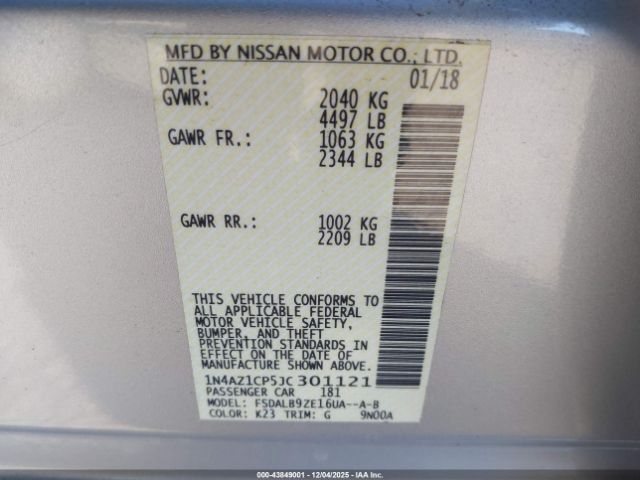 MFD BY NISSAN MOTOR CO.; LTD.
DATE: 01/18
GVWR: 2040 KG
4497 LB
GAWR FR.: 1063 KG
2344 LB
GAWR RR.: 1002 KG
2209 LB
THIS VEHICLE CONFORMS TO
ALL APPLICABLE FEDERAL
MOTOR VEHICLE SAFETY,
BUMPER, AND THEFT
PREVENTION STANDARDS IN
EFFECT ON THE DATE OF
MANUFACTURE SHOWN ABOVE.
1N4AZ1CP5JC301121
PASSENGER CAR 181
MODEL: FSDALB9ZE16UA--A-B
COLOR: K23 TRIM: G 9N00A
000-43849001 - 12/04/2025 - COPYRIGHT IAA, LLC.